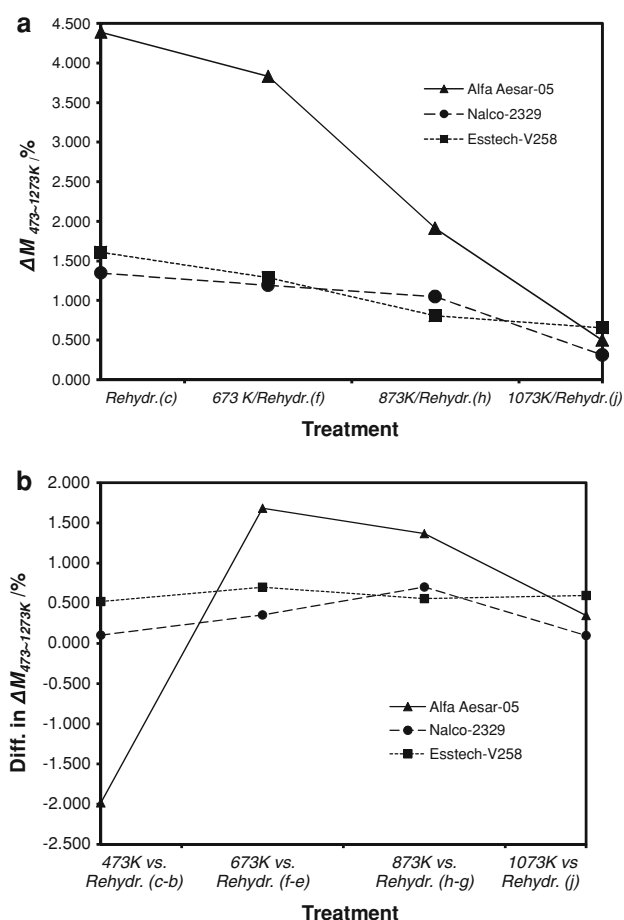 a
4.500
4.000
3.500
3.000
2.500
2.000
1.500
1.000
0.500
0.000
ΔM 473~1273K / %
Alfa Aesar-05
Nalco-2329
Esstech-V258
Rehydr.(c) 673 K/Rehydr.(f) 873K/Rehydr.(h) 1073K/Rehydr.(j)
Treatment
b
2.000
1.500
1.000
0.500
0.000
-0.500
-1.000
-1.500
-2.000
-2.500
Diff. in ΔM473~1273K /%
Alfa Aesar-05
Nalco-2329
Esstech-V258
473K vs. 673K vs. 873K vs. 1073K vs
Rehydr. (c-b) Rehydr. (f-e) Rehydr. (h-g) Rehydr. (j)
Treatment